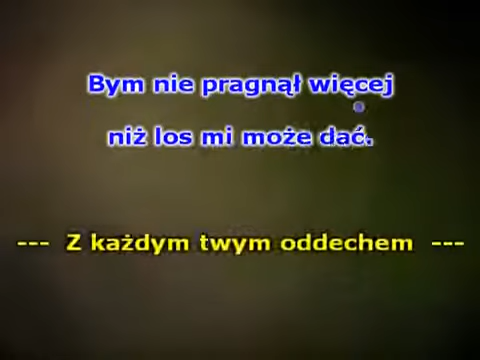 Bym nie pragnął więcej
niż los mi może dać.
--- Z każdym twym oddechem ---